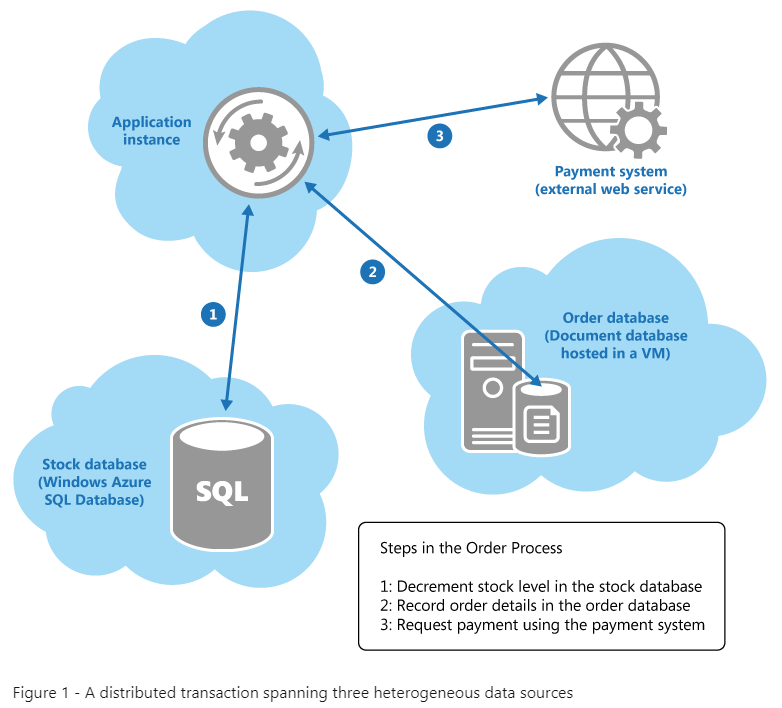 Application
instance
3
Payment system
(external web service)
2
1
Order database
(Document database
hosted in a VM)
Stock database
(Windows Azure
SQL Database)
SQL
Steps in the Order Process
1: Decrement stock level in the stock database
2: Record order details in the order database
3: Request payment using the payment system
Figure 1 - A distributed transaction spanning three heterogeneous data sources